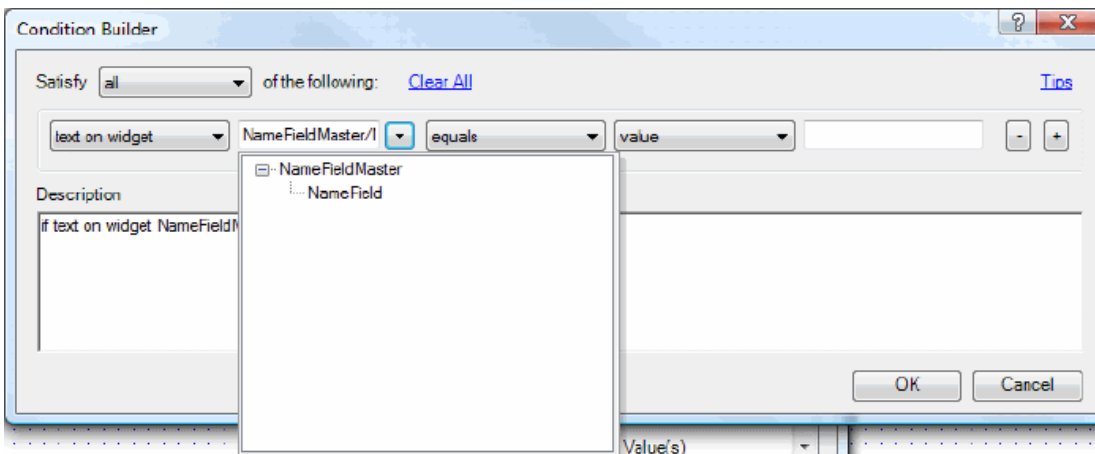 Condition Builder
Satisfy all of the following: Clear All Tips
text on widget NameFieldMaster/ equals value - +
NameFieldMaster
NameField
Description
if text on widget NameField
OK Cancel
Value(s)